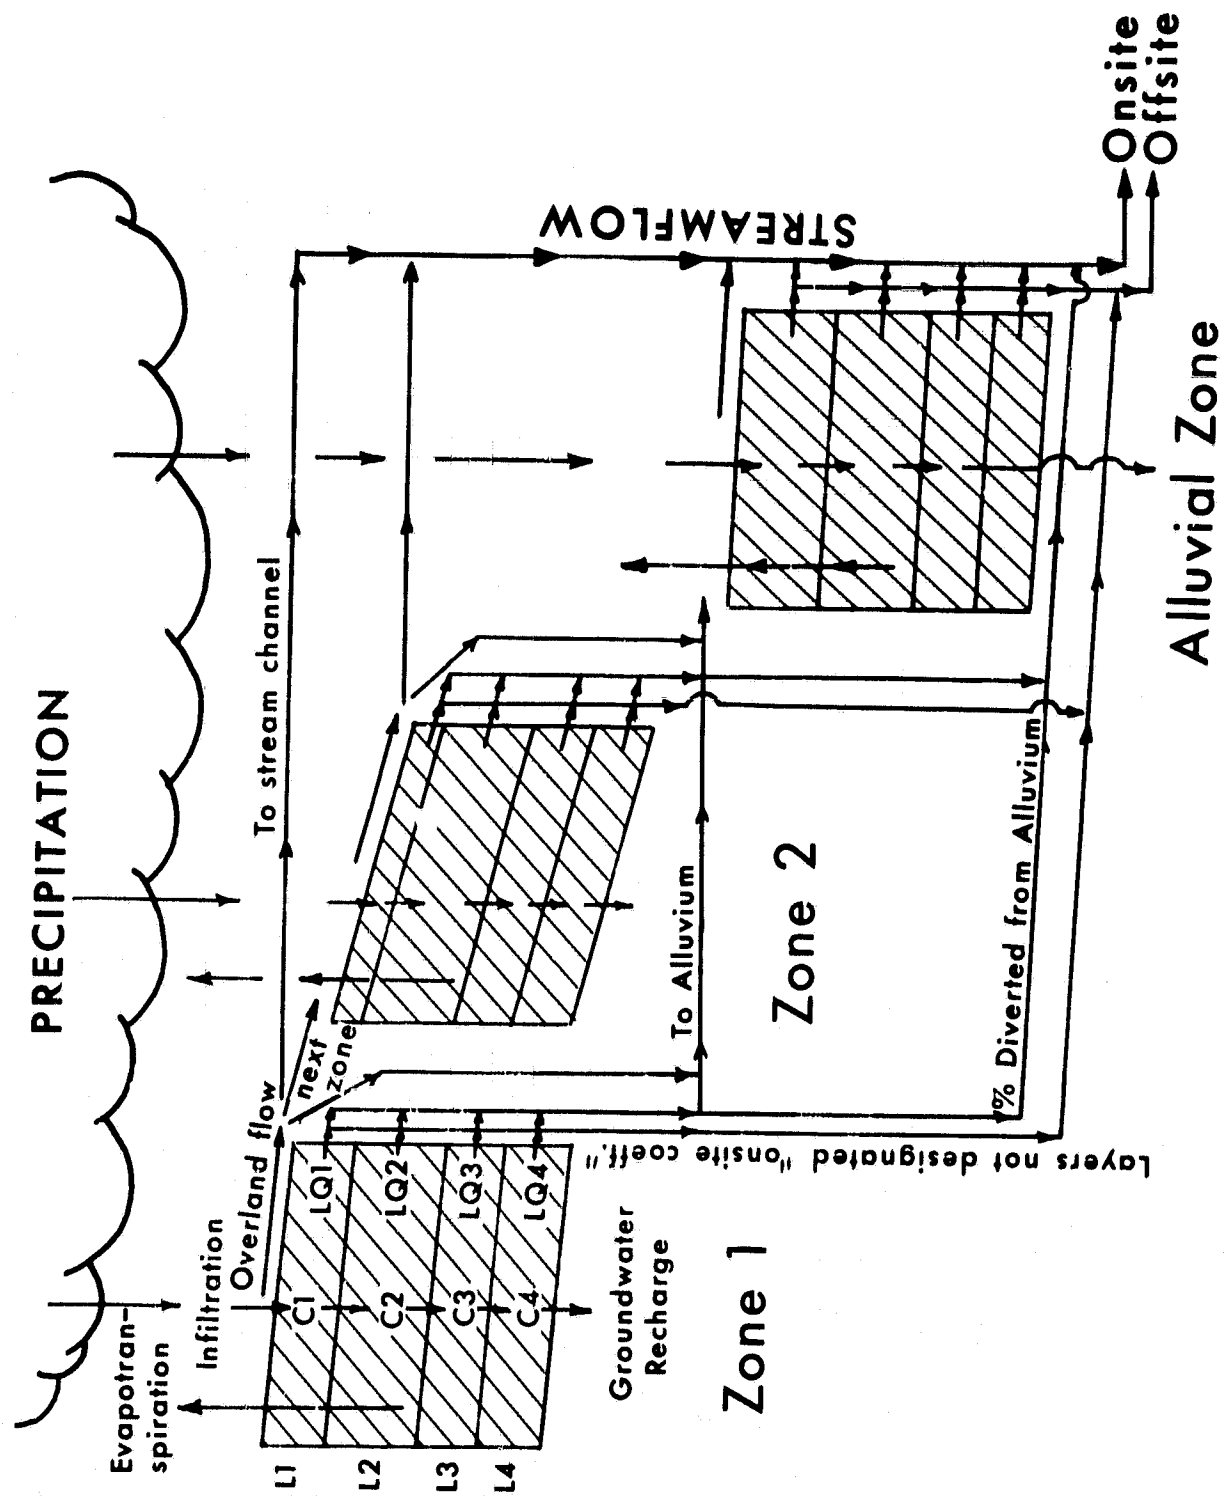 PRECIPITATION
Evapotran-
spiration
Infiltration
Overland flow
To stream channel
next
zone
L1
L2
L3
L4
C1
C2
C3
C4
LQ1
LQ2
LQ3
LQ4
Groundwater
Recharge
Zone 1
To Alluvium
Zone 2
Layers not designated "onsite coeff."
% Diverted from Alluvium
STREAMFLOW
Alluvial Zone
Onsite
Offsite